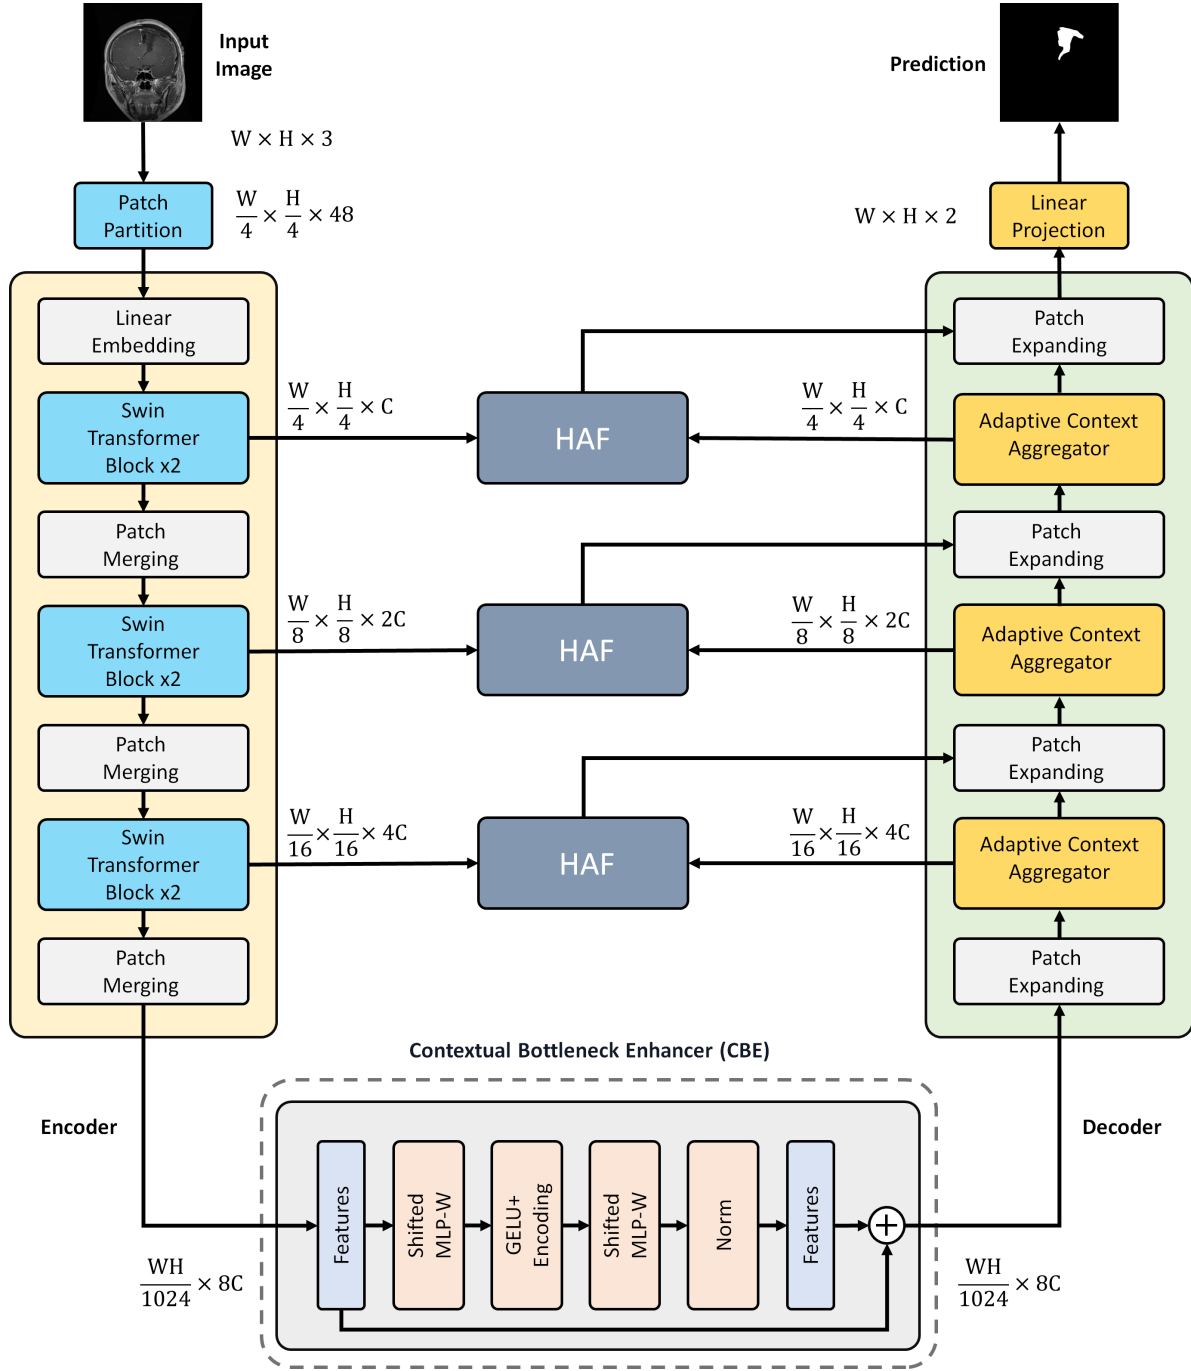 Input
Image
Prediction
W × H × 3
Patch
Partition
W/4 × H/4 × 48
W × H × 2
Linear
Projection
Linear
Embedding
Patch
Expanding
Swin
Transformer
Block x2
W/4 × H/4 × C
HAF
W/4 × H/4 × C
Adaptive Context
Aggregator
Patch
Merging
Patch
Expanding
Swin
Transformer
Block x2
W/8 × H/8 × 2C
HAF
W/8 × H/8 × 2C
Adaptive Context
Aggregator
Patch
Merging
Patch
Expanding
Swin
Transformer
Block x2
W/16 × H/16 × 4C
HAF
W/16 × H/16 × 4C
Adaptive Context
Aggregator
Patch
Merging
Patch
Expanding
Contextual Bottleneck Enhancer (CBE)
Encoder
Decoder
Features
Shifted
MLP-W
GELU+
Encoding
Shifted
MLP-W
Norm
Features
WH/1024 × 8C
WH/1024 × 8C